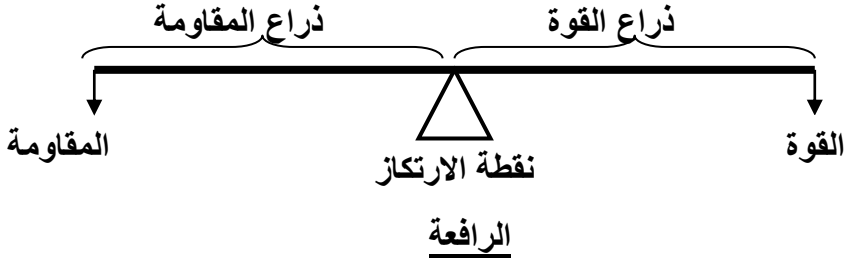 ذراع القوة
ذراع المقاومة
القوة
المقاومة
نقطة الارتكاز
الرافعة